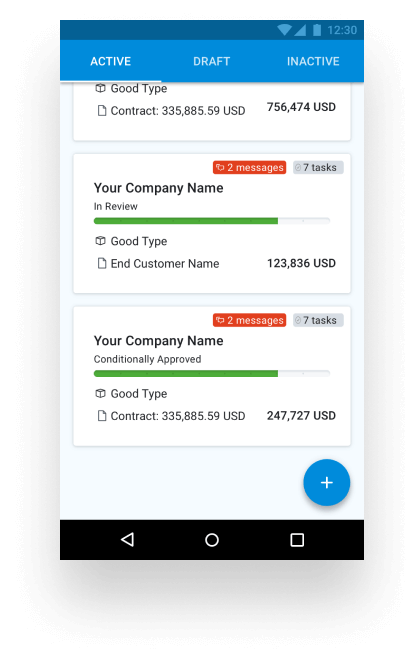 12:30
ACTIVE DRAFT INACTIVE
Good Type
Contract: 335,885.59 USD 756,474 USD
2 messages 7 tasks
Your Company Name
In Review
Good Type
End Customer Name 123,836 USD
2 messages 7 tasks
Your Company Name
Conditionally Approved
Good Type
Contract: 335,885.59 USD 247,727 USD